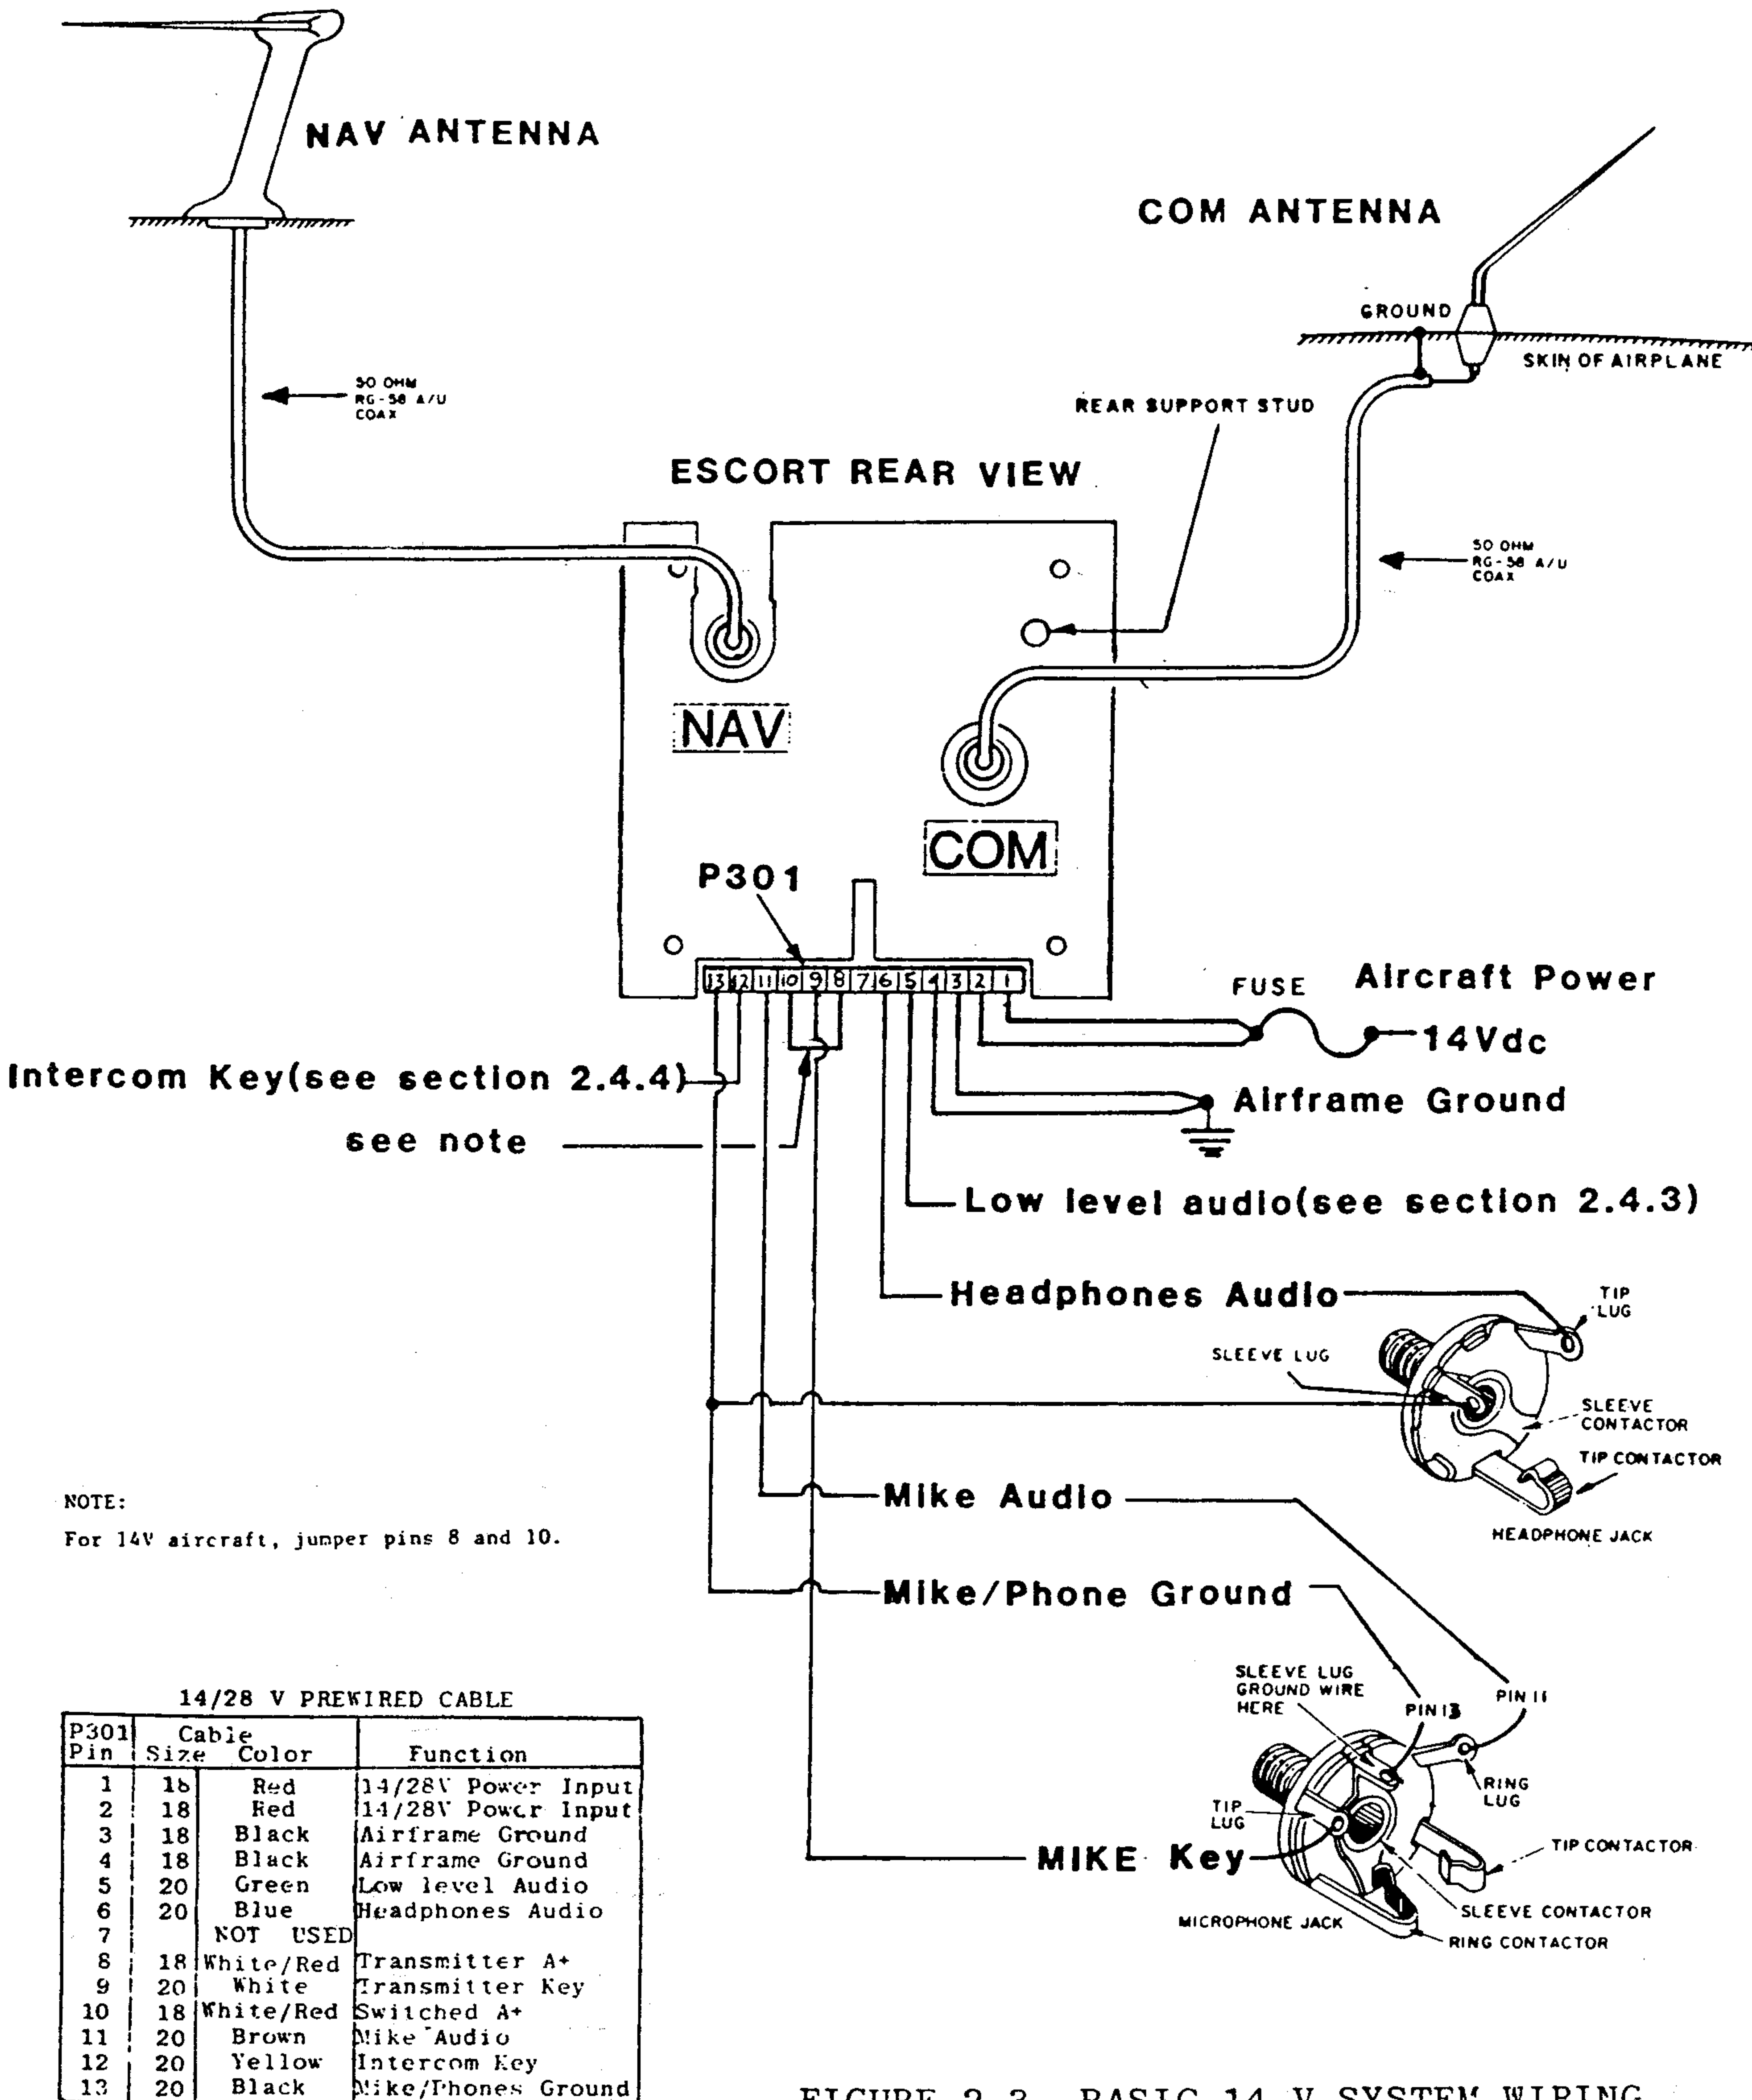 NAV ANTENNA
COM ANTENNA
GROUND
SKIN OF AIRPLANE
50 OHM
RG-58 A/U
COAX
REAR SUPPORT STUD
ESCORT REAR VIEW
50 OHM
RG-58 A/U
COAX
NAV
COM
P301
13 12 11 10 9 8 7 6 5 4 3 2 1
FUSE
Aircraft Power
14Vdc
Intercom Key(see section 2.4.4)
Airframe Ground
see note
Low level audio(see section 2.4.3)
Headphones Audio
TIP
LUG
SLEEVE LUG
SLEEVE
CONTACTOR
TIP CONTACTOR
HEADPHONE JACK
Mike Audio
NOTE:
For 14V aircraft, jumper pins 8 and 10.
Mike/Phone Ground
SLEEVE LUG
GROUND WIRE
HERE
PIN 13
PIN 11
RING
LUG
TIP
LUG
TIP CONTACTOR
MIKE Key
SLEEVE CONTACTOR
MICROPHONE JACK
RING CONTACTOR
14/28 V PREWIRED CABLE
P301 Cable
Pin Size Color Function
1 18 Red 14/28V Power Input
2 18 Red 14/28V Power Input
3 18 Black Airframe Ground
4 18 Black Airframe Ground
5 20 Green Low level Audio
6 20 Blue Headphones Audio
7 NOT USED
8 18 White/Red Transmitter A+
9 20 White Transmitter Key
10 18 White/Red Switched A+
11 20 Brown Mike Audio
12 20 Yellow Intercom Key
13 20 Black Mike/Phones Ground
FIGURE 2.3 BASIC 14 V SYSTEM WIRING